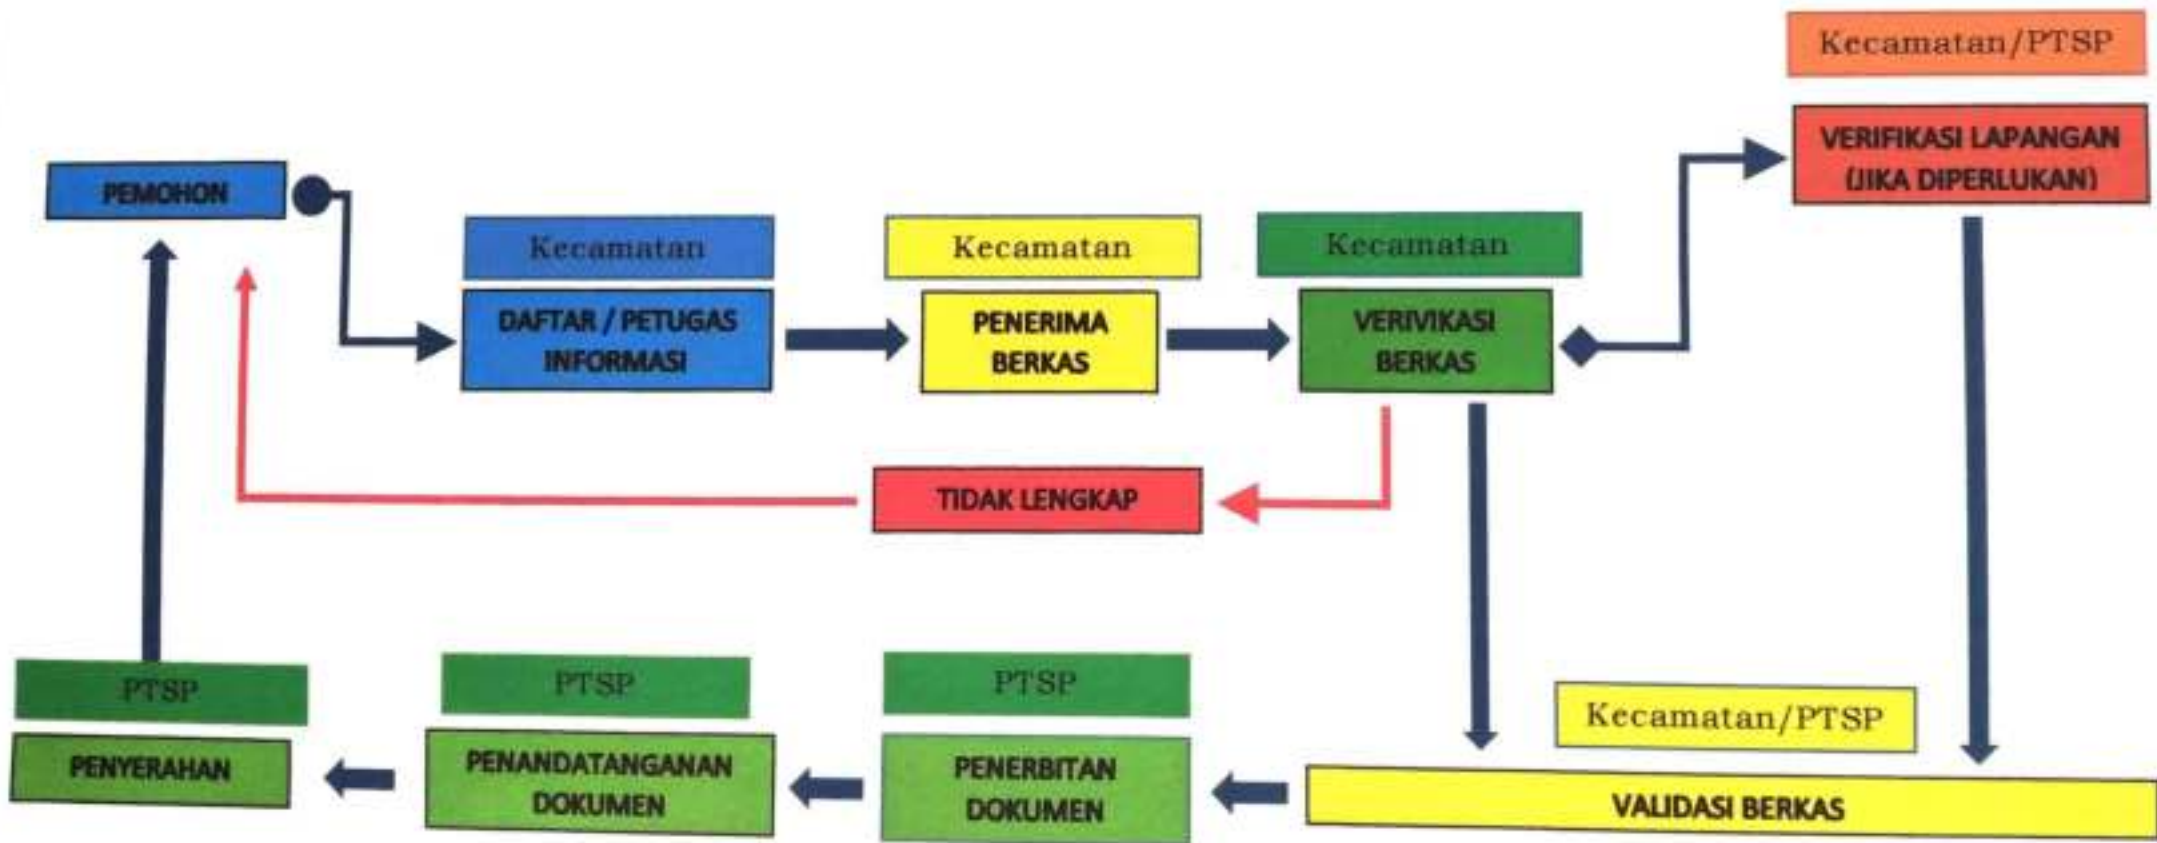 Kecamatan/PTSP
VERIFIKASI LAPANGAN
(JIKA DIPERLUKAN)
PEMOHON
Kecamatan
DAFTAR / PETUGAS
INFORMASI
Kecamatan
PENERIMA
BERKAS
Kecamatan
VERIVIKASI
BERKAS
TIDAK LENGKAP
PTSP
PENYERAHAN
PTSP
PENANDATANGANAN
DOKUMEN
PTSP
PENERBITAN
DOKUMEN
Kecamatan/PTSP
VALIDASI BERKAS